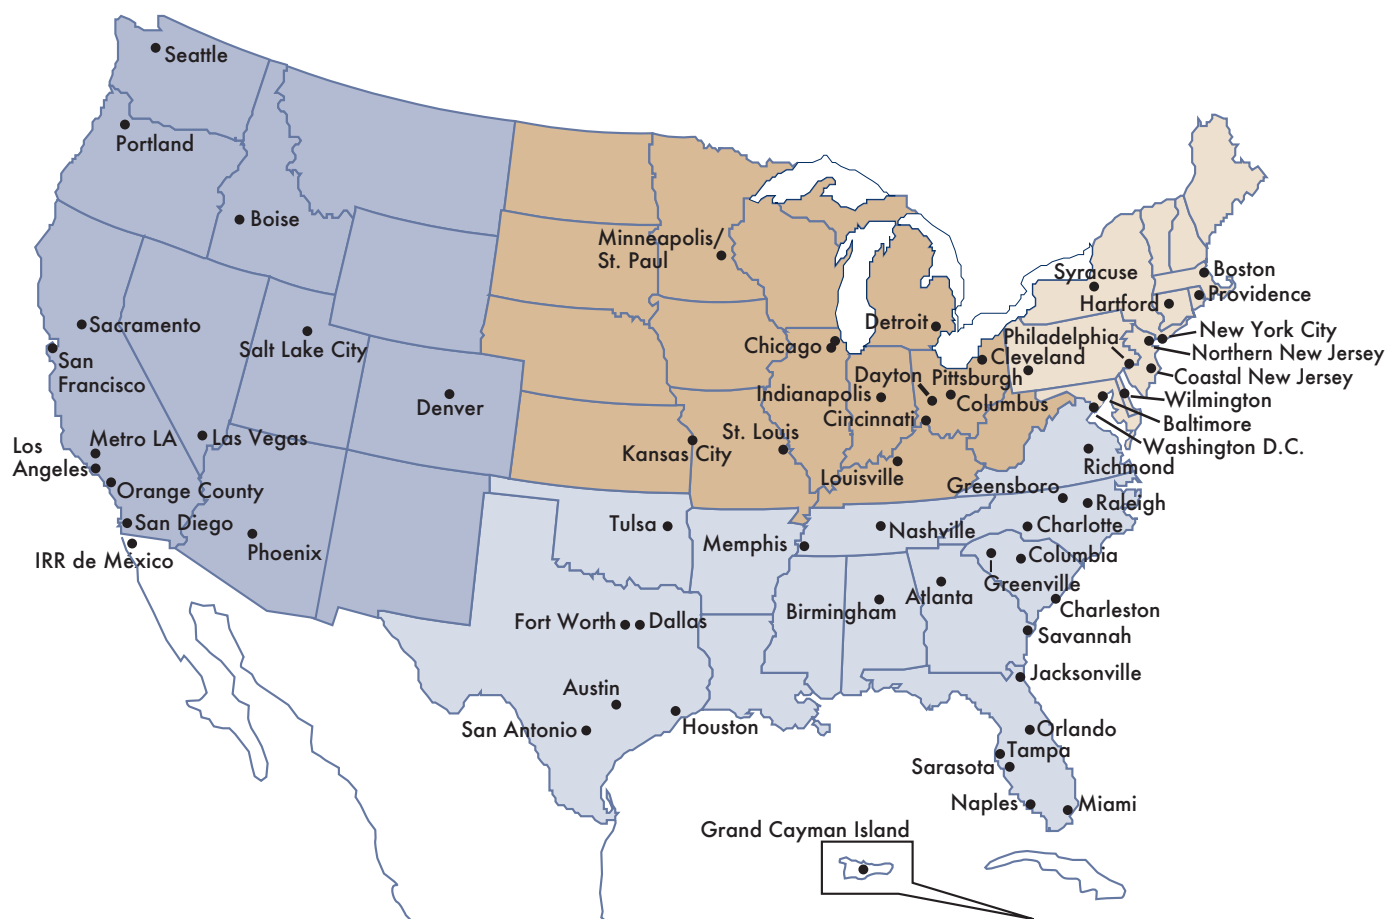 Seattle
Portland
Boise
Minneapolis/
St. Paul
Syracuse
Boston
Hartford
Providence
Sacramento
Salt Lake City
San
Francisco
Detroit
Chicago
Philadelphia
New York City
Northern New Jersey
Cleveland
Coastal New Jersey
Dayton
Pittsburgh
Indianapolis
Columbus
Wilmington
Cincinnati
Baltimore
Denver
Metro LA
Las Vegas
Los
Angeles
St. Louis
Kansas City
Washington D.C.
Louisville
Richmond
Orange County
Greensboro
Raleigh
San Diego
Phoenix
Tulsa
Nashville
Charlotte
Memphis
IRR de México
Columbia
Greenville
Atlanta
Birmingham
Charleston
Fort Worth
Dallas
Savannah
Jacksonville
Austin
San Antonio
Houston
Orlando
Tampa
Sarasota
Naples
Miami
Grand Cayman Island